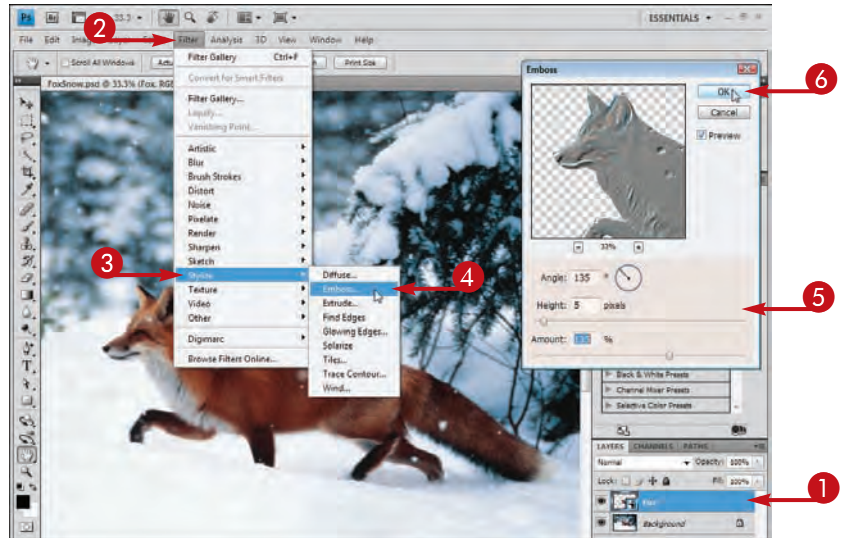 Ps Br 33.3 ESSENTIALS
2
File Edit Image Filter Analysis 3D View Window Help
Scroll All Windows Print Size
FoxSnow.psd @ 33.3% (Fox, RGB
Filter Gallery Ctrl+F
Convert for Smart Filters
Filter Gallery...
Liquify...
Vanishing Point...
Artistic
Blur
Brush Strokes
Distort
Noise
Pixelate
Render
Sharpen
Sketch
3
Stylize
Texture
Video
Other
Digimarc
Browse Filters Online...
Diffuse...
Emboss...
4
Extrude...
Find Edges
Glowing Edges...
Solarize
Tiles...
Trace Contour...
Wind...
Emboss
OK
6
Cancel
Preview
33%
Angle: 135 °
Height: 5 pixels
5
Amount: %
Black & White Presets
Channel Mixer Presets
Selective Color Presets
LAYERS CHANNELS PATHS
Normal Opacity: 100%
Lock: Fill: 100%
Fox
1
Background